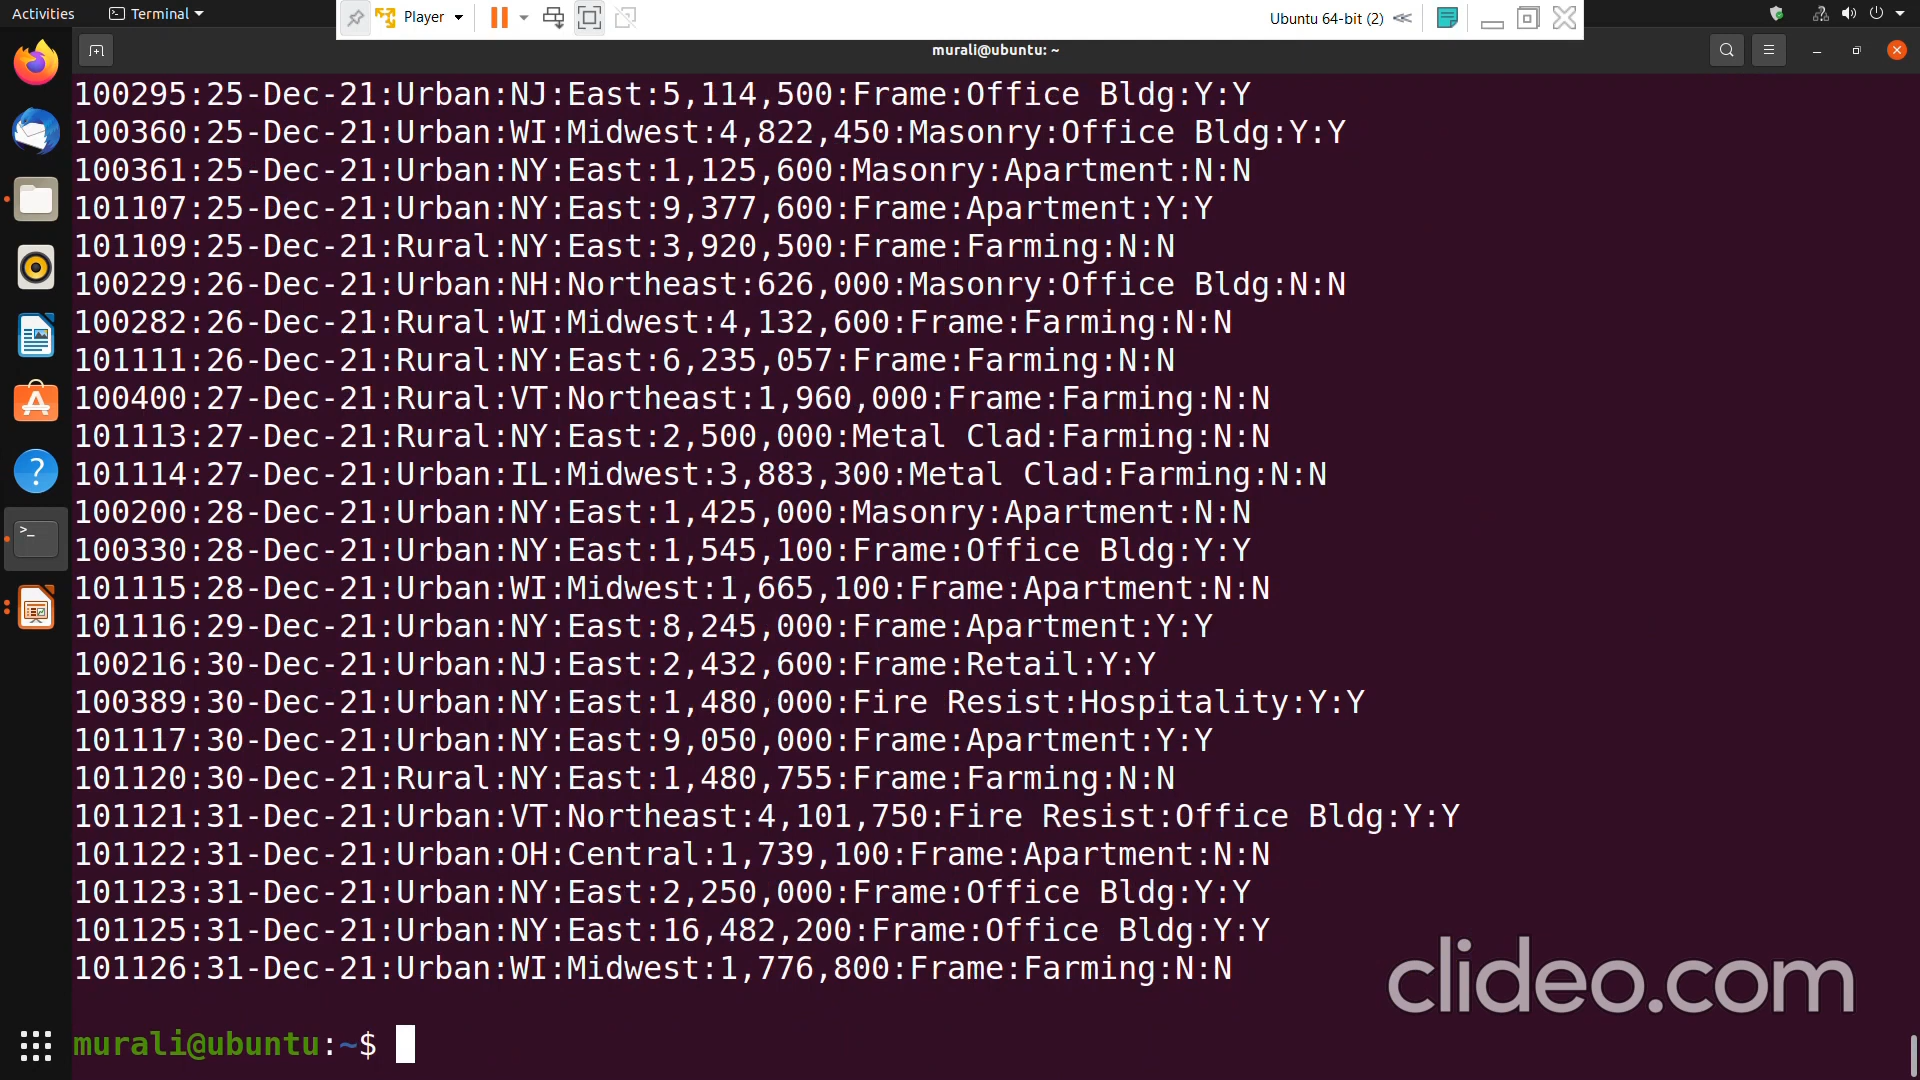 Activities
Terminal
Player
Ubuntu 64-bit (2)
murali@ubuntu: ~
100295:25-Dec-21:Urban:NJ:East:5,114,500:Frame:Office Bldg:Y:Y
100360:25-Dec-21:Urban:WI:Midwest:4,822,450:Masonry:Office Bldg:Y:Y
100361:25-Dec-21:Urban:NY:East:1,125,600:Masonry:Apartment:N:N
101107:25-Dec-21:Urban:NY:East:9,377,600:Frame:Apartment:Y:Y
101109:25-Dec-21:Rural:NY:East:3,920,500:Frame:Farming:N:N
100229:26-Dec-21:Urban:NH:Northeast:626,000:Masonry:Office Bldg:N:N
100282:26-Dec-21:Rural:WI:Midwest:4,132,600:Frame:Farming:N:N
101111:26-Dec-21:Rural:NY:East:6,235,057:Frame:Farming:N:N
100400:27-Dec-21:Rural:VT:Northeast:1,960,000:Frame:Farming:N:N
101113:27-Dec-21:Rural:NY:East:2,500,000:Metal Clad:Farming:N:N
101114:27-Dec-21:Urban:IL:Midwest:3,883,300:Metal Clad:Farming:N:N
100200:28-Dec-21:Urban:NY:East:1,425,000:Masonry:Apartment:N:N
100330:28-Dec-21:Urban:NY:East:1,545,100:Frame:Office Bldg:Y:Y
101115:28-Dec-21:Urban:WI:Midwest:1,665,100:Frame:Apartment:N:N
101116:29-Dec-21:Urban:NY:East:8,245,000:Frame:Apartment:Y:Y
100216:30-Dec-21:Urban:NJ:East:2,432,600:Frame:Retail:Y:Y
100389:30-Dec-21:Urban:NY:East:1,480,000:Fire Resist:Hospitality:Y:Y
101117:30-Dec-21:Urban:NY:East:9,050,000:Frame:Apartment:Y:Y
101120:30-Dec-21:Rural:NY:East:1,480,755:Frame:Farming:N:N
101121:31-Dec-21:Urban:VT:Northeast:4,101,750:Fire Resist:Office Bldg:Y:Y
101122:31-Dec-21:Urban:OH:Central:1,739,100:Frame:Apartment:N:N
101123:31-Dec-21:Urban:NY:East:2,250,000:Frame:Office Bldg:Y:Y
101125:31-Dec-21:Urban:NY:East:16,482,200:Frame:Office Bldg:Y:Y
101126:31-Dec-21:Urban:WI:Midwest:1,776,800:Frame:Farming:N:N
clideo.com
murali@ubuntu:~$